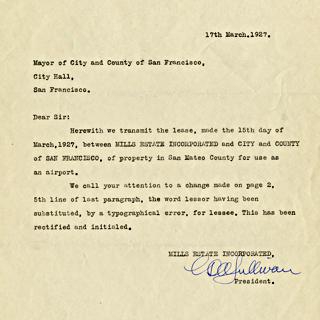 17th March.1927.
Mayor of City and County of San Francisco.
City Hall,
San Francisco.
Dear Sir:
Herewith we transmit the lease, made the 15th day of
March,1927, between MILLS ESTATE INCORPORATED and CITY and COUNTY
of SAN FRANCISCO, of property in San Mateo County for use as
an airport.
We call your attention to a change made on page 2,
5th line of last paragraph, the word lessor having been
substituted, by a typographical error, for lessee. This has been
rectified and initialed.
MILLS ESTATE INCORPORATED,
President.